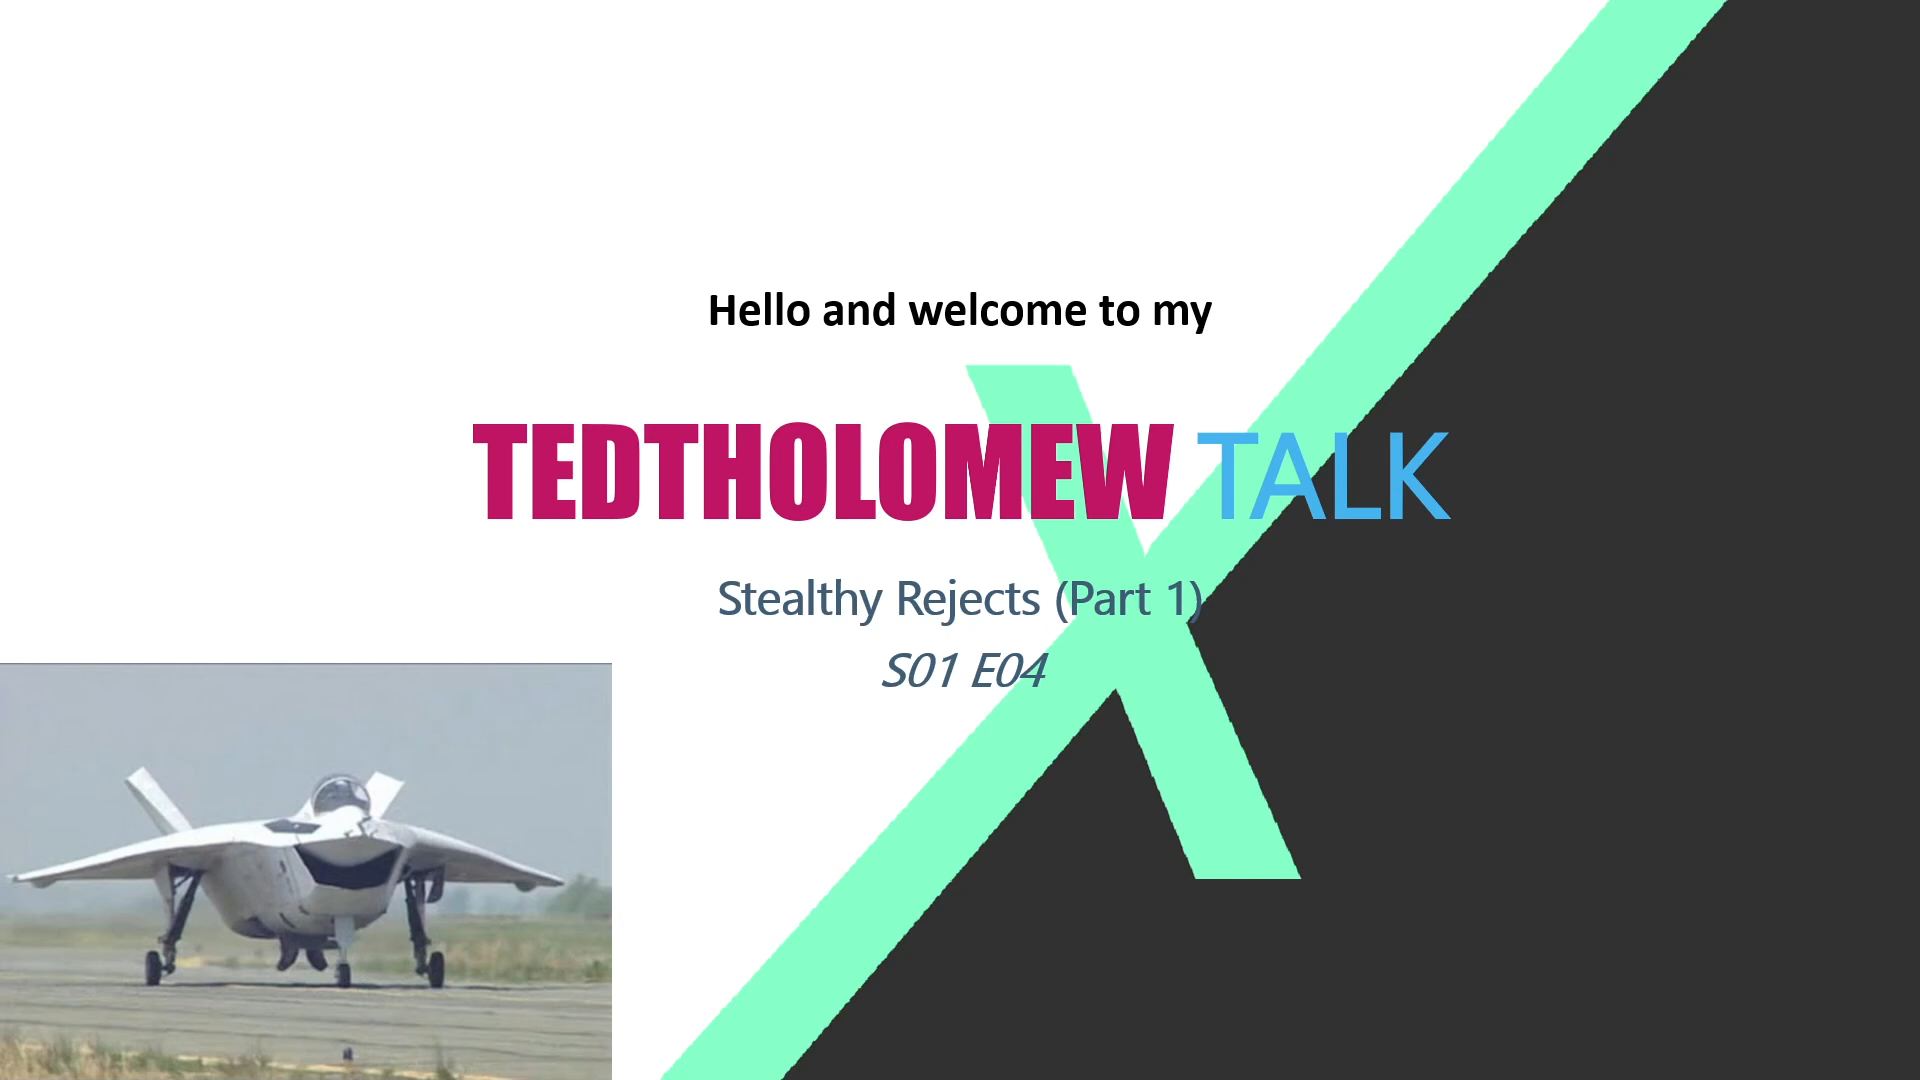 Hello and welcome to my
TEDTHOLOMEW TALK
Stealthy Rejects (Part 1)
S01 E04
X